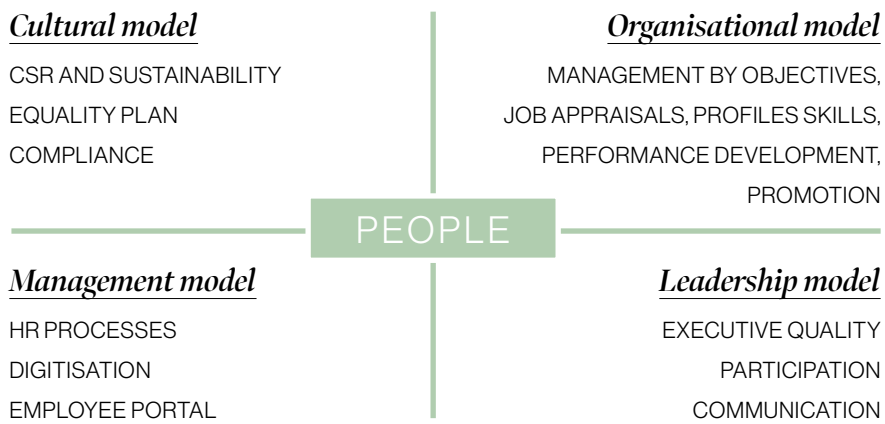 Cultural model
CSR AND SUSTAINABILITY
EQUALITY PLAN
COMPLIANCE
Organisational model
MANAGEMENT BY OBJECTIVES,
JOB APPRAISALS, PROFILES SKILLS,
PERFORMANCE DEVELOPMENT,
PROMOTION
PEOPLE
Management model
HR PROCESSES
DIGITISATION
EMPLOYEE PORTAL
Leadership model
EXECUTIVE QUALITY
PARTICIPATION
COMMUNICATION